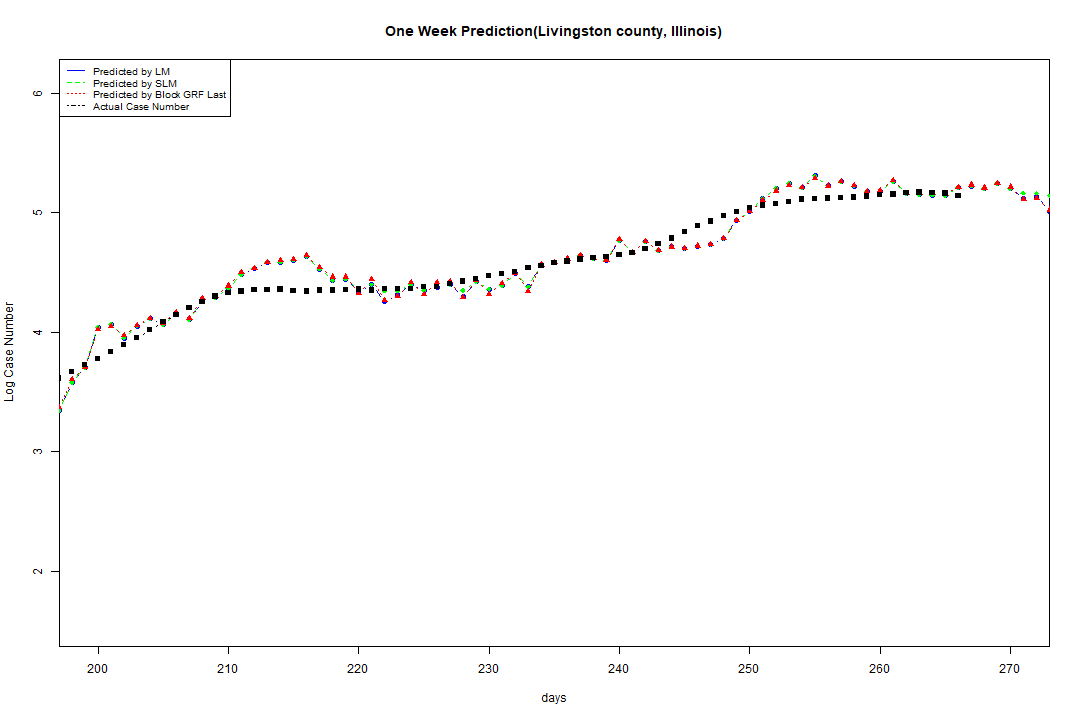 One Week Prediction(Livingston county, Illinois)
Predicted by LM
Predicted by SLM
Predicted by Block GRF Last
Actual Case Number
6
5
4
3
2
Log Case Number
200 210 220 230 240 250 260 270
days